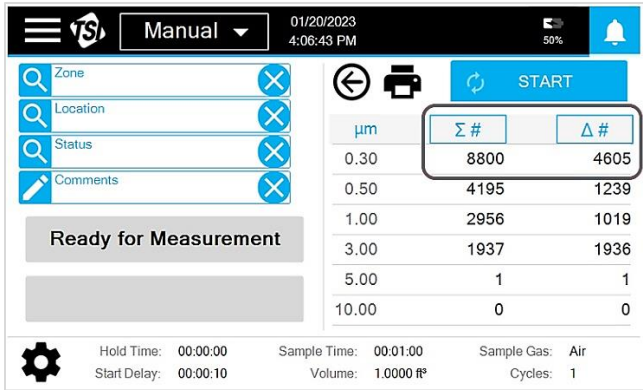 TSI Manual 01/20/2023
4:06:43 PM 50%
Zone
Location
Status
Comments
Ready for Measurement
START
µm Σ # Δ #
0.30 8800 4605
0.50 4195 1239
1.00 2956 1019
3.00 1937 1936
5.00 1 1
10.00 0 0
Hold Time: 00:00:00 Sample Time: 00:01:00 Sample Gas: Air
Start Delay: 00:00:10 Volume: 1.0000 ft³ Cycles: 1